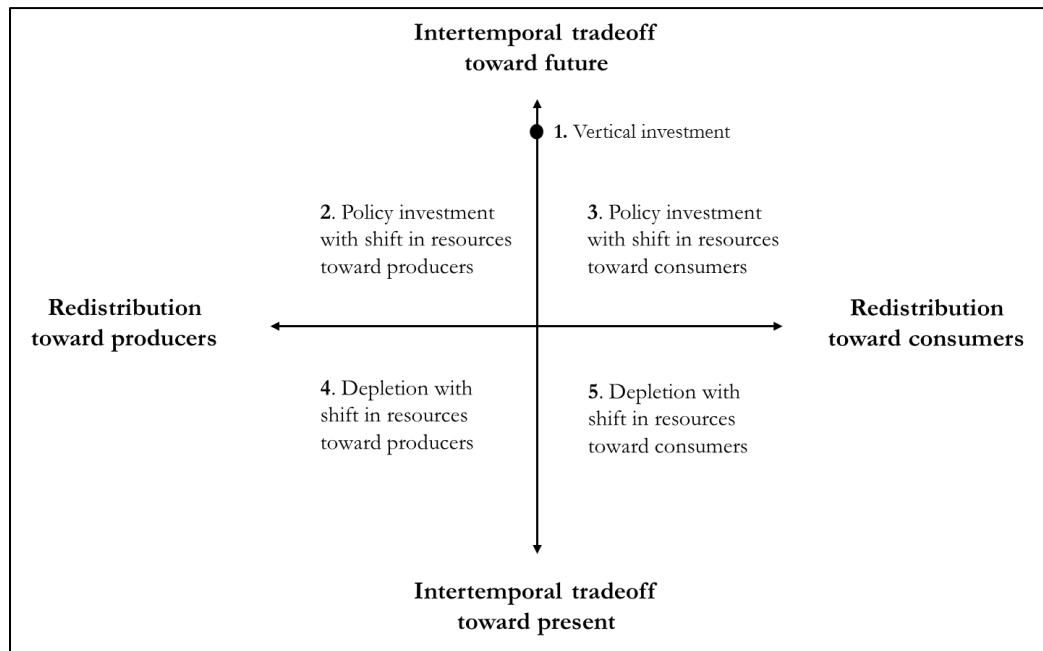 Intertemporal tradeoff
toward future
1. Vertical investment
2. Policy investment
with shift in resources
toward producers
3. Policy investment
with shift in resources
toward consumers
Redistribution
toward producers
Redistribution
toward consumers
4. Depletion with
shift in resources
toward producers
5. Depletion with
shift in resources
toward consumers
Intertemporal tradeoff
toward present